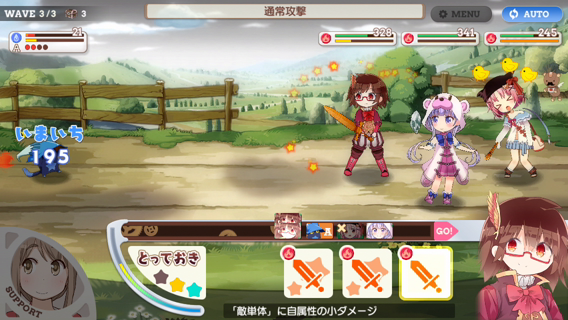 WAVE 3/3 3
通常攻撃
MENU
AUTO
21
A
328
341
245
いまいち
195
A
GO!
とっておき
SUPPORT
「敵単体」に自属性の小ダメージ